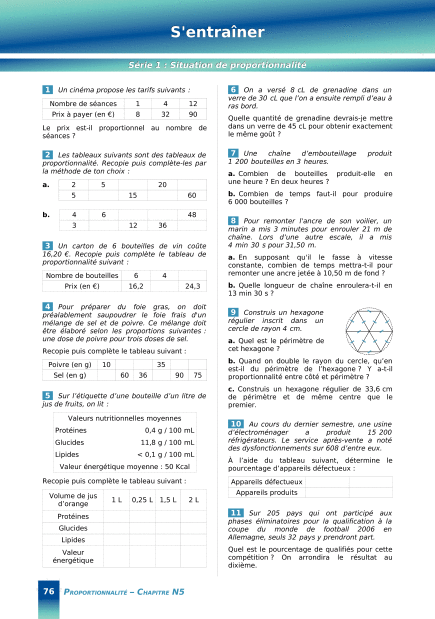 S'entraîner
Série 1 : Situation de proportionnalité
1 Un cinéma propose les tarifs suivants :
Nombre de séances 1 4 12
Prix à payer (en €) 8 32 90
Le prix est-il proportionnel au nombre de
séances ?
2 Les tableaux suivants sont des tableaux de
proportionnalité. Recopie puis complète-les par
la méthode de ton choix :
a. 2 5 20
5 15 60
b. 4 6 48
3 12 36
3 Un carton de 6 bouteilles de vin coûte
16,20 €. Recopie puis complète le tableau de
proportionnalité suivant :
Nombre de bouteilles 6 4
Prix (en €) 16,2 24,3
4 Pour préparer du foie gras, on doit
préalablement saupoudrer le foie frais d'un
mélange de sel et de poivre. Ce mélange doit
être élaboré selon les proportions suivantes :
une dose de poivre pour trois doses de sel.
Recopie puis complète le tableau suivant :
Poivre (en g) 10 35
Sel (en g) 60 36 90 75
5 Sur l'étiquette d'une bouteille d'un litre de
jus de fruits, on lit :
Valeurs nutritionnelles moyennes
Protéines 0,4 g / 100 mL
Glucides 11,8 g / 100 mL
Lipides < 0,1 g / 100 mL
Valeur énergétique moyenne : 50 Kcal
Recopie puis complète le tableau suivant :
Volume de jus
d'orange 1 L 0,25 L 1,5 L 2 L
Protéines
Glucides
Lipides
Valeur
énergétique
6 On a versé 8 cL de grenadine dans un
verre de 30 cL que l'on a ensuite rempli d'eau à
ras bord.
Quelle quantité de grenadine devrais-je mettre
dans un verre de 45 cL pour obtenir exactement
le même goût ?
7 Une chaîne d'embouteillage produit
1 200 bouteilles en 3 heures.
a. Combien de bouteilles produit-elle en
une heure ? En deux heures ?
b. Combien de temps faut-il pour produire
6 000 bouteilles ?
8 Pour remonter l'ancre de son voilier, un
marin a mis 3 minutes pour enrouler 21 m de
chaîne. Lors d'une autre escale, il a mis
4 min 30 s pour 31,50 m.
a. En supposant qu'il le fasse à vitesse
constante, combien de temps mettra-t-il pour
remonter une ancre jetée à 10,50 m de fond ?
b. Quelle longueur de chaîne enroulera-t-il en
13 min 30 s ?
9 Construis un hexagone
régulier inscrit dans un
cercle de rayon 4 cm.
a. Quel est le périmètre de
cet hexagone ?
b. Quand on double le rayon du cercle, qu'en
est-il du périmètre de l'hexagone ? Y a-t-il
proportionnalité entre côté et périmètre ?
c. Construis un hexagone régulier de 33,6 cm
de périmètre et de même centre que le
premier.
10 Au cours du dernier semestre, une usine
d'électroménager a produit 15 200
réfrigérateurs. Le service après-vente a noté
des dysfonctionnements sur 608 d'entre eux.
À l'aide du tableau suivant, détermine le
pourcentage d'appareils défectueux :
Appareils défectueux
Appareils produits
11 Sur 205 pays qui ont participé aux
phases éliminatoires pour la qualification à la
coupe du monde de football 2006 en
Allemagne, seuls 32 pays y prendront part.
Quel est le pourcentage de qualifiés pour cette
compétition ? On arrondira le résultat au
dixième.
76 PROPORTIONNALITÉ – CHAPITRE N5